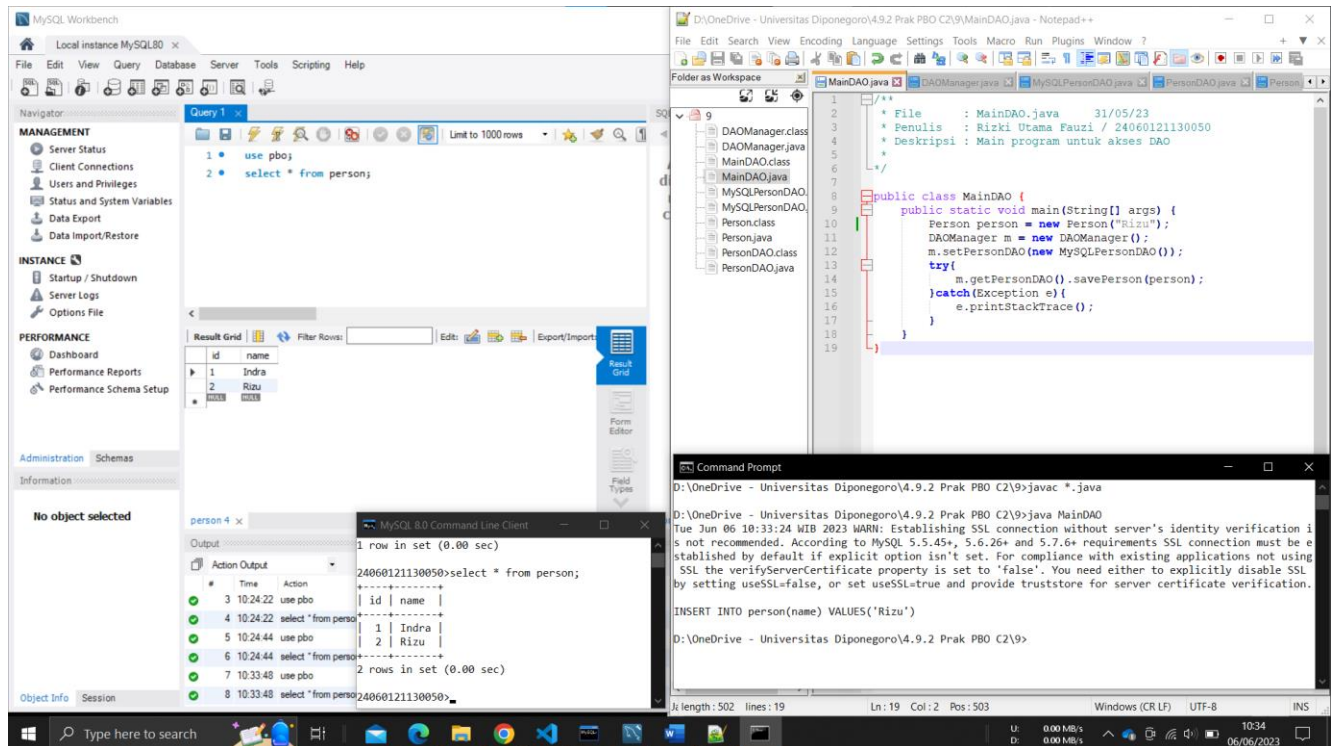 MySQL Workbench
Local instance MySQL80 ×
File Edit View Query Database Server Tools Scripting Help
Navigator
MANAGEMENT
Server Status
Client Connections
Users and Privileges
Status and System Variables
Data Export
Data Import/Restore
INSTANCE
Startup / Shutdown
Server Logs
Options File
PERFORMANCE
Dashboard
Performance Reports
Performance Schema Setup
Administration Schemas
Information
No object selected
Object Info Session
Query 1 ×
Limit to 1000 rows
1 use pbo;
2 select * from person;
Result Grid Filter Rows: Edit: Export/Import:
id name
1 Indra
2 Rizu
NULL NULL
Result Grid
Form Editor
Field Types
person 4 ×
Output
Action Output
# Time Action
3 10:24:22 use pbo
4 10:24:22 select * from perso
5 10:24:44 use pbo
6 10:24:44 select * from perso
7 10:33:48 use pbo
8 10:33:48 select * from perso
MySQL 8.0 Command Line Client
1 row in set (0.00 sec)
24060121130050>select * from person;
+----+-------+
| id | name  |
+----+-------+
|  1 | Indra |
|  2 | Rizu  |
+----+-------+
2 rows in set (0.00 sec)
24060121130050>
D:\OneDrive - Universitas Diponegoro\4.9.2 Prak PBO C2\9\MainDAO.java - Notepad++
File Edit Search View Encoding Language Settings Tools Macro Run Plugins Window ?
Folder as Workspace
9
DAOManager.class
DAOManager.java
MainDAO.class
MainDAO.java
MySQLPersonDAO.
MySQLPersonDAO.
Person.class
Person.java
PersonDAO.class
PersonDAO.java
MainDAO.java DAOManager.java MySQLPersonDAO.java PersonDAO.java Person.
1 /**
2 * File : MainDAO.java 31/05/23
3 * Penulis : Rizki Utama Fauzi / 24060121130050
4 * Deskripsi : Main program untuk akses DAO
5 *
6 */
7
8 public class MainDAO {
9 public static void main(String[] args) {
10 Person person = new Person("Rizu");
11 DAOManager m = new DAOManager();
12 m.setPersonDAO(new MySQLPersonDAO());
13 try{
14 m.getPersonDAO().savePerson(person);
15 }catch(Exception e){
16 e.printStackTrace();
17 }
18 }
19 }
Command Prompt
D:\OneDrive - Universitas Diponegoro\4.9.2 Prak PBO C2\9>javac *.java
D:\OneDrive - Universitas Diponegoro\4.9.2 Prak PBO C2\9>java MainDAO
Tue Jun 06 10:33:24 WIB 2023 WARN: Establishing SSL connection without server's identity verification i
s not recommended. According to MySQL 5.5.45+, 5.6.26+ and 5.7.6+ requirements SSL connection must be e
stablished by default if explicit option isn't set. For compliance with existing applications not using
SSL the verifyServerCertificate property is set to 'false'. You need either to explicitly disable SSL
by setting useSSL=false, or set useSSL=true and provide truststore for server certificate verification.
INSERT INTO person(name) VALUES('Rizu')
D:\OneDrive - Universitas Diponegoro\4.9.2 Prak PBO C2\9>
length : 502 lines : 19 Ln : 19 Col : 2 Pos : 503 Windows (CR LF) UTF-8 INS
Type here to search
U: 0.00 MB/s
D: 0.00 MB/s
10:34
06/06/2023